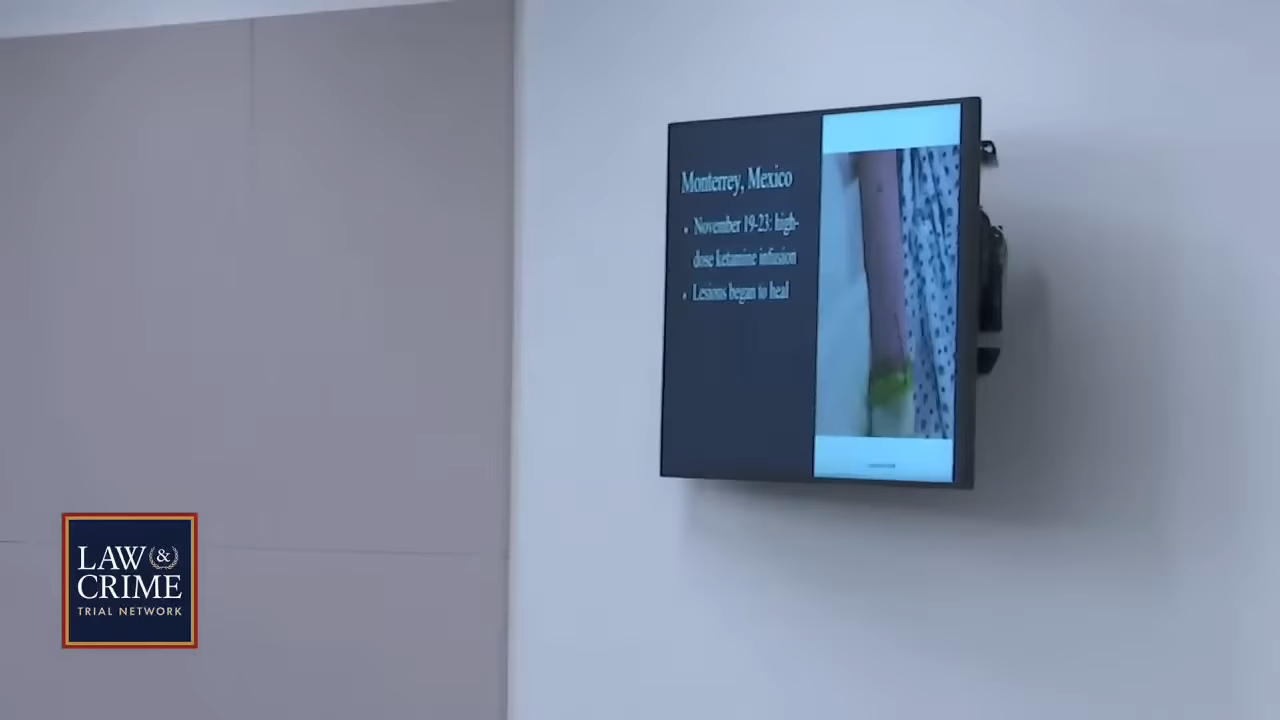 Monterrey, Mexico
• November 19-23: high-
dose ketamine infusion
• Lesions began to heal
LAW &
CRIME
TRIAL NETWORK